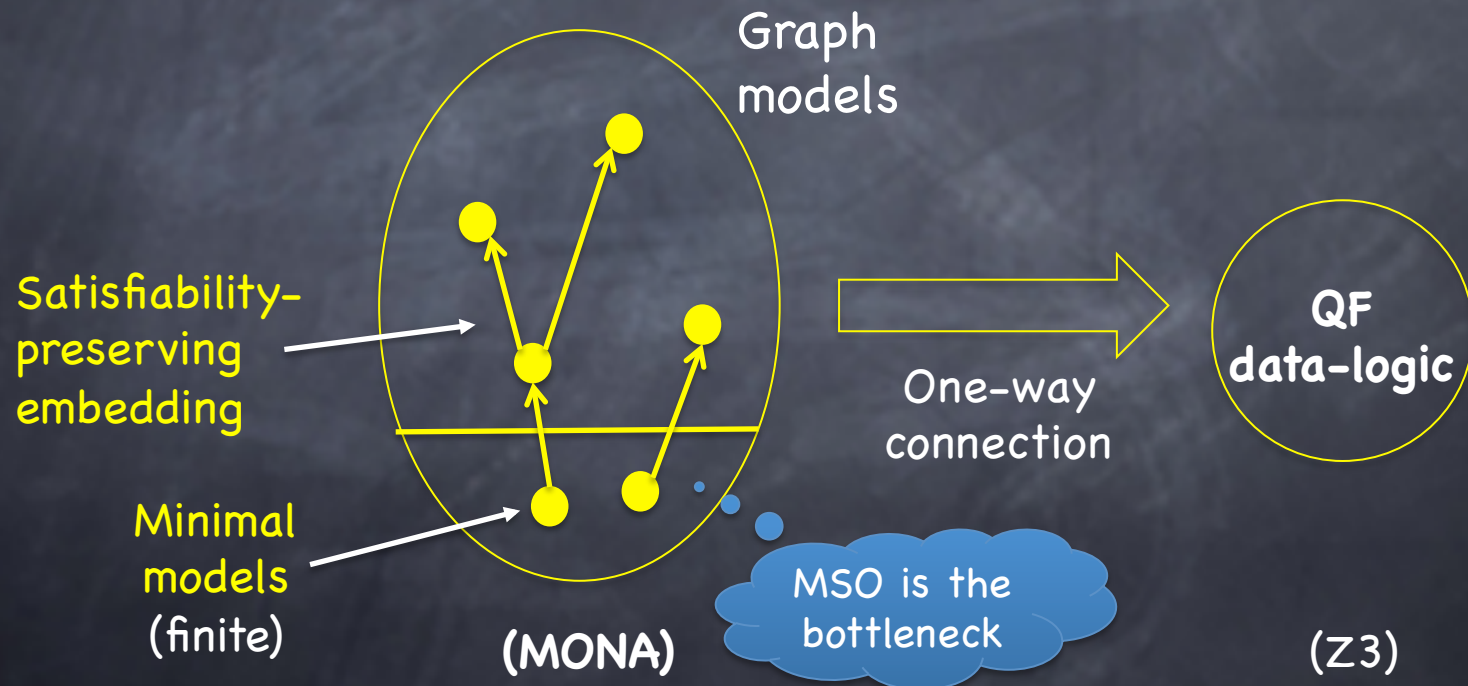 Graph
models
Satisfiability-
preserving
embedding
One-way
connection
QF
data-logic
Minimal
models
(finite)
(MONA)
MSO is the
bottleneck
(Z3)